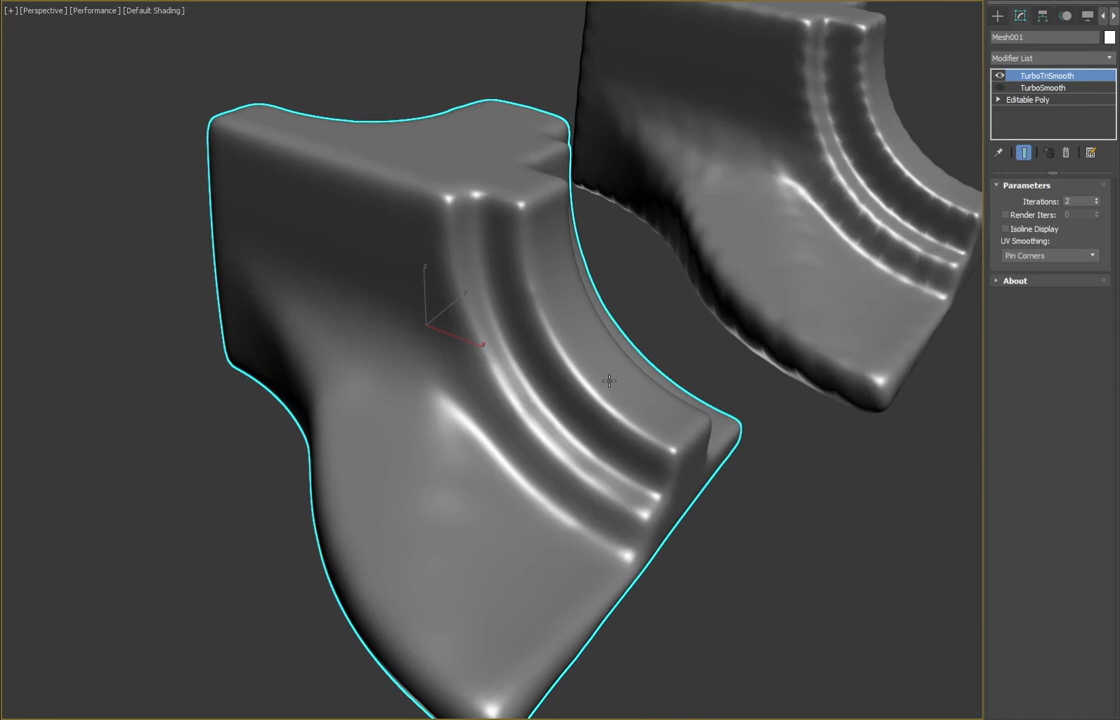 [+] [Perspective] [Performance] [Default Shading]
Mesh001
Modifier List
TurboTriSmooth
TurboSmooth
Editable Poly
Parameters
Iterations: 2
Render Iters: 0
Isoline Display
UV Smoothing:
Pin Corners
About